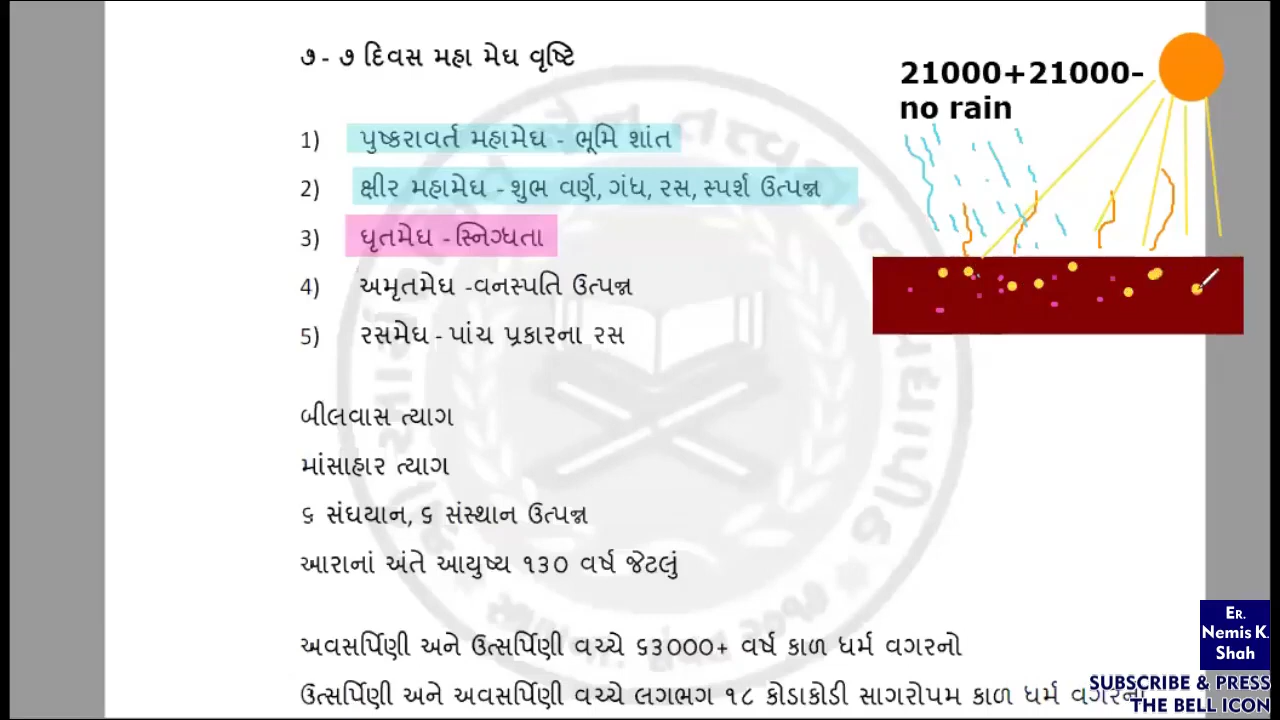 ૭ - ૭ દિવસ મહા મેઘ વૃષ્ટિ
1) પુષ્કરાવર્ત મહામેઘ - ભૂમિ શાંત
2) ક્ષીર મહામેઘ - શુભ વર્ણ, ગંધ, રસ, સ્પર્શ ઉત્પન્ન
3) ઘૃતમેઘ - સ્નિગ્ધતા
4) અમૃતમેઘ -વનસ્પતિ ઉત્પન્ન
5) રસમેઘ - પાંચ પ્રકારના રસ
બીલવાસ ત્યાગ
માંસાહાર ત્યાગ
૬ સંઘયાન, ૬ સંસ્થાન ઉત્પન્ન
આરાનાં અંતે આયુષ્ય ૧૩0 વર્ષ જેટલું
અવસર્પિણી અને ઉત્સર્પિણી વચ્ચે ૬૩000+ વર્ષ કાળ ધર્મ વગરનો
ઉત્સર્પિણી અને અવસર્પિણી વચ્ચે લગભગ ૧૮ કોડાકોડી સાગરોપમ કાળ ધર્મ વગરનો
21000+21000-
no rain
ER.
Nemis K.
Shah
SUBSCRIBE & PRESS
THE BELL ICON